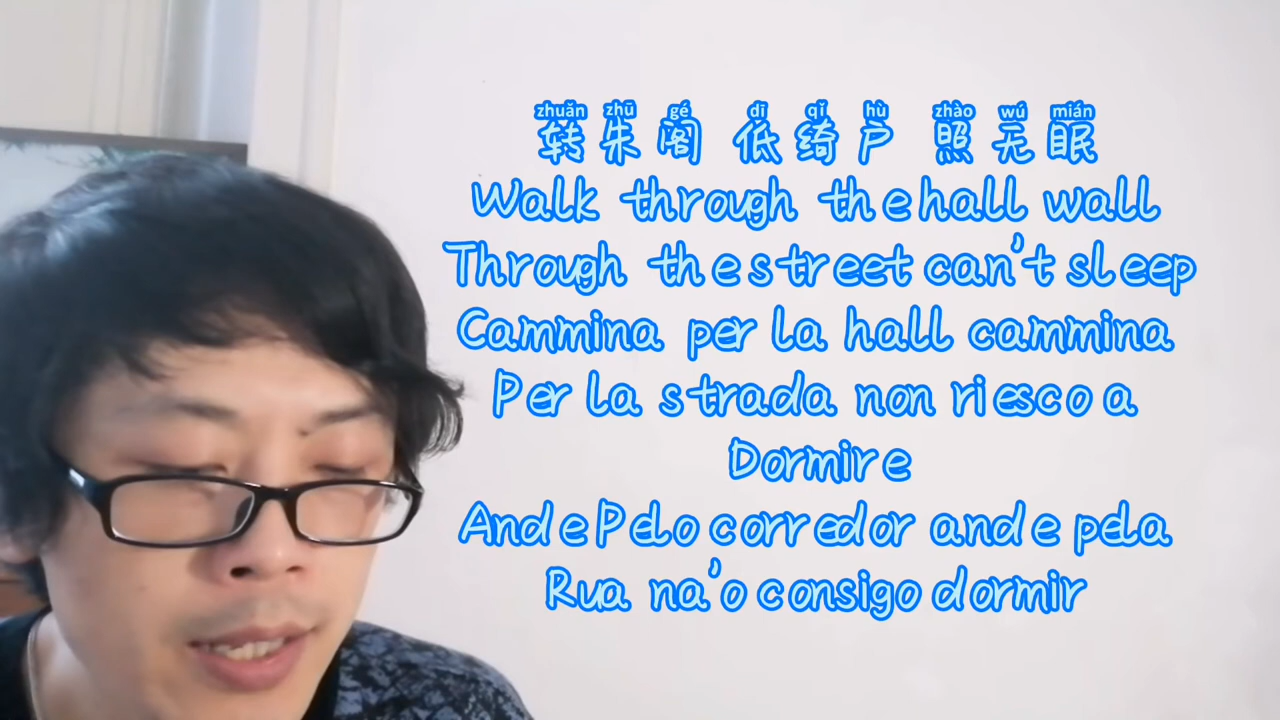 zhuǎn zhū gé dī qǐ hù zhào wú mián
转朱阁 低绮户 照无眠
Walk through the hall wall
Through the street can't sleep
Cammina per la hall cammina
Per la strada non riesco a
Dormire
Ande Pelo corredor ande pela
Rua na'o consigo dormir